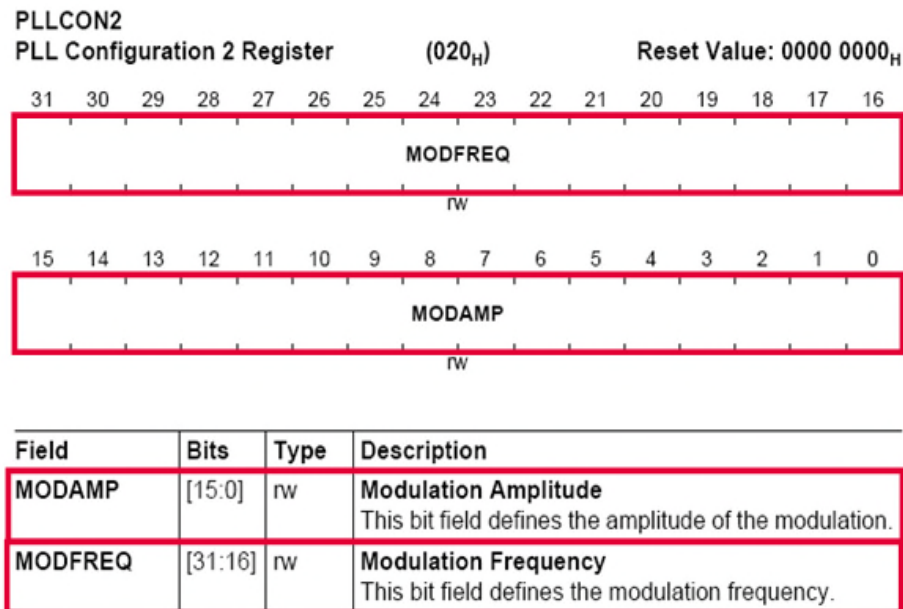 PLLCON2
PLL Configuration 2 Register (020H) Reset Value: 0000 0000H
31 30 29 28 27 26 25 24 23 22 21 20 19 18 17 16
MODFREQ
rw
15 14 13 12 11 10 9 8 7 6 5 4 3 2 1 0
MODAMP
rw
Field Bits Type Description
MODAMP [15:0] rw Modulation Amplitude
This bit field defines the amplitude of the modulation.
MODFREQ [31:16] rw Modulation Frequency
This bit field defines the modulation frequency.